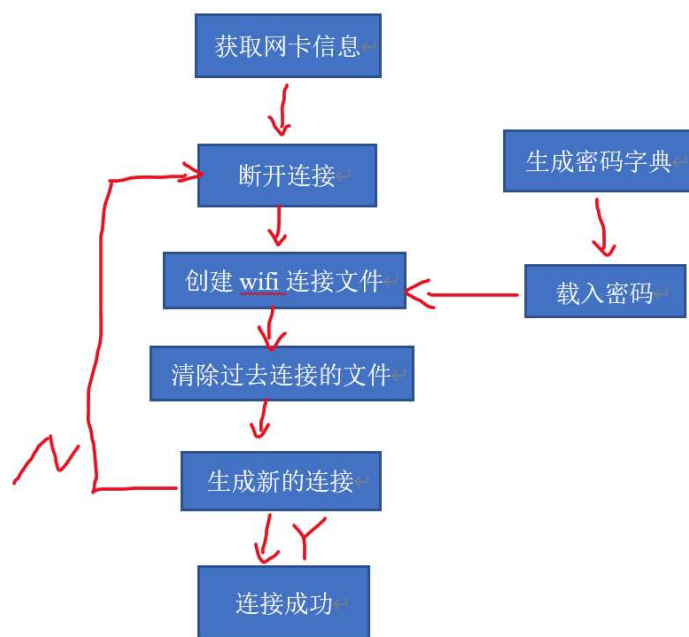 获取网卡信息
断开连接
生成密码字典
创建 wifi 连接文件
载入密码
清除过去连接的文件
N
生成新的连接
Y
连接成功